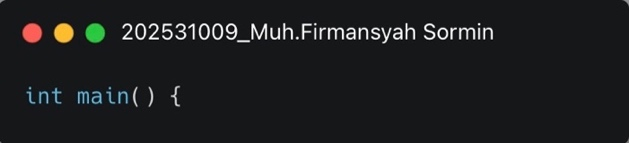 202531009_Muh.Firmansyah Sormin
int main() {